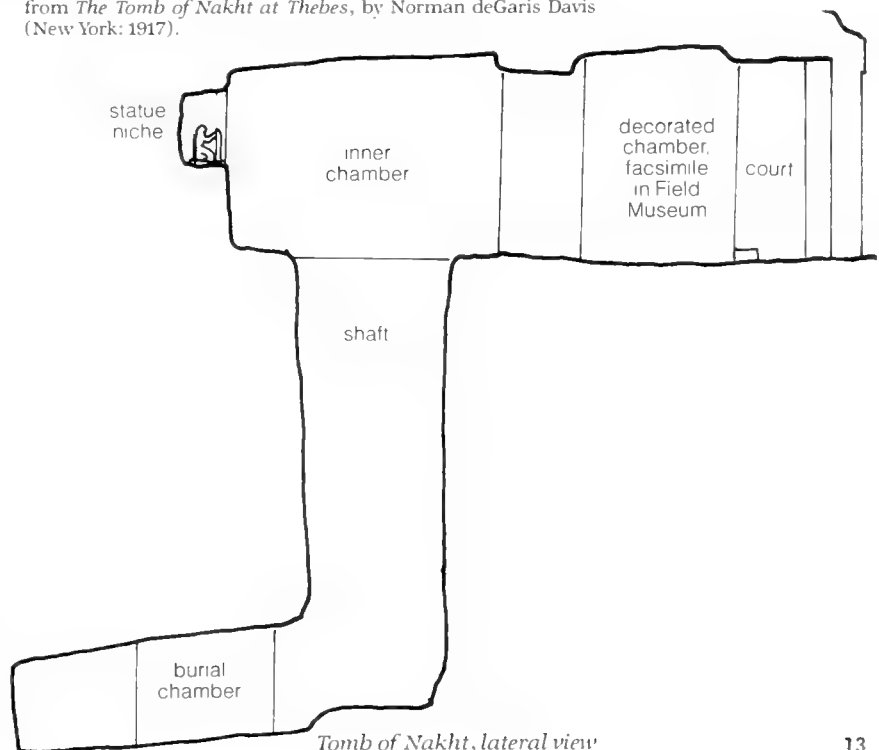 from The Tomb of Nakht at Thebes, by Norman deGaris Davis
(New York: 1917).
statue
niche
inner
chamber
decorated
chamber,
facsimile
in Field
Museum
court
shaft
burial
chamber
Tomb of Nakht, lateral view
13